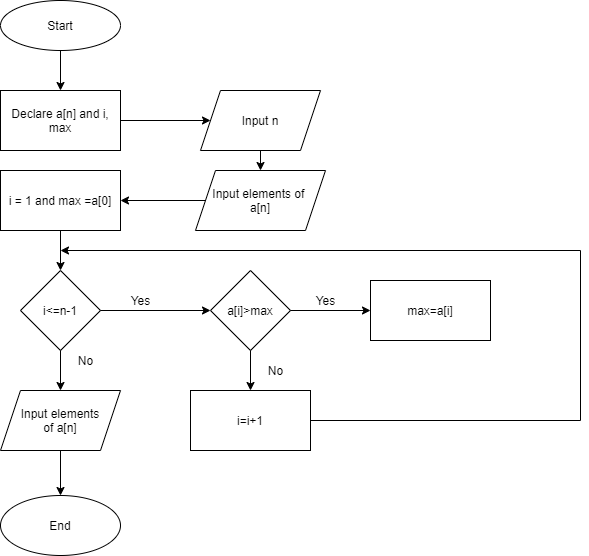 Start
Declare a[n] and i,
max
Input n
Input elements of
a[n]
i = 1 and max =a[0]
i<=n-1
Yes
a[i]>max
Yes
max=a[i]
No
No
Input elements
of a[n]
i=i+1
End